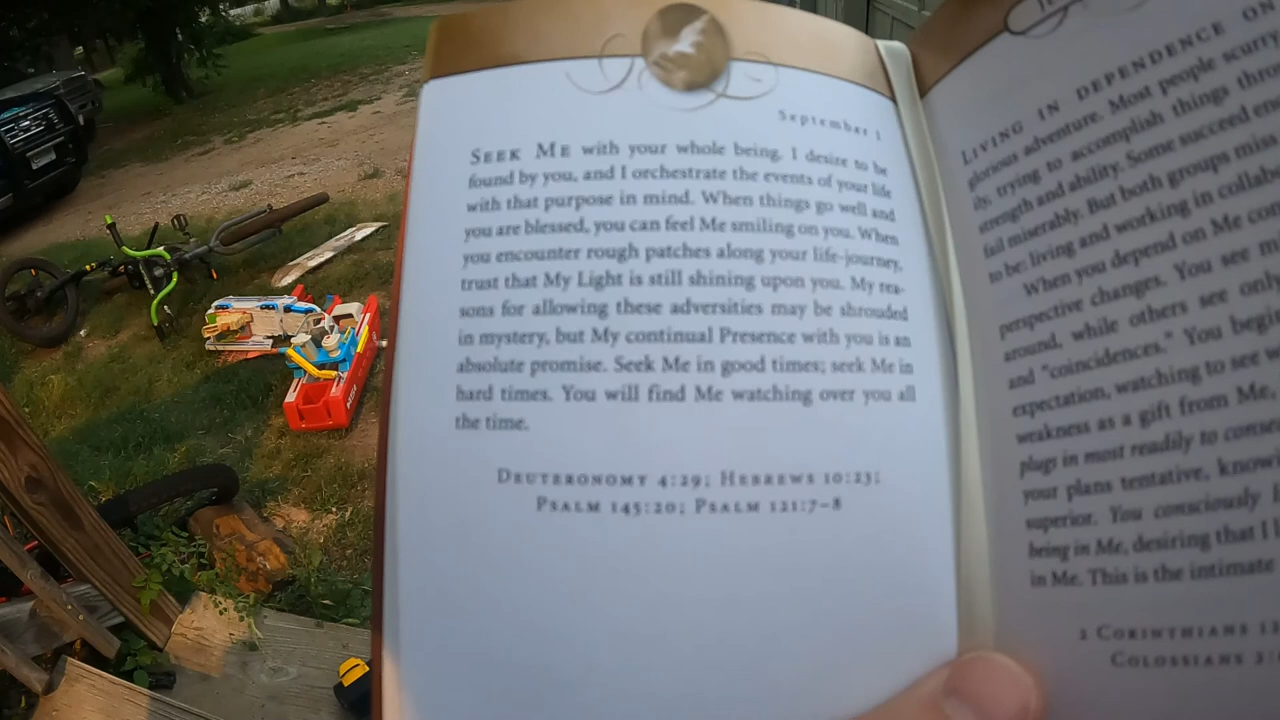 September 1
SEEK ME with your whole being. I desire to be
found by you, and I orchestrate the events of your life
with that purpose in mind. When things go well and
you are blessed, you can feel Me smiling on you. When
you encounter rough patches along your life-journey,
trust that My Light is still shining upon you. My rea-
sons for allowing these adversities may be shrouded
in mystery, but My continual Presence with you is an
absolute promise. Seek Me in good times; seek Me in
hard times. You will find Me watching over you all
the time.
DEUTERONOMY 4:29; HEBREWS 10:23;
PSALM 145:20; PSALM 121:7–8
LIVING IN DEPENDENCE ON
glorious adventure. Most people scurry
ily, trying to accomplish things
strength and ability. Some succeed
fail miserably. But both groups miss
to be: living and working in
When you depend on Me
perspective changes. You see
around, while others see only
and "coincidences." You begin
expectation, watching to see
weakness as a gift from Me,
plugs in most readily to
your plans tentative,
superior. You consciously
being in Me, desiring that I
in Me. This is the intimate
COLOSSIANS